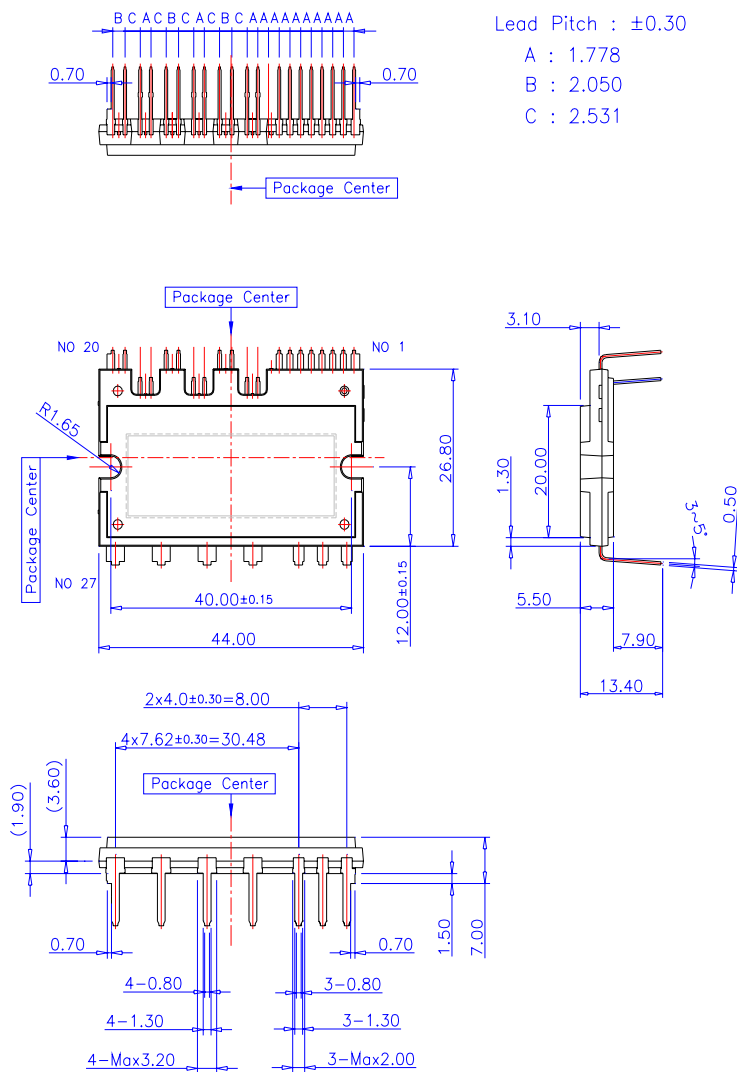 B C A C B C A C B C A A A A A A A A A A
Lead Pitch : ±0.30
A : 1.778
B : 2.050
C : 2.531
0.70
0.70
Package Center
Package Center
NO 20
NO 1
R1.65
Package Center
26.80
12.00±0.15
NO 27
40.00±0.15
44.00
3.10
1.30
20.00
3~5°
0.50
5.50
7.90
13.40
2x4.0±0.30=8.00
4x7.62±0.30=30.48
Package Center
(1.90)
(3.60)
0.70
0.70
1.50
7.00
4-0.80
3-0.80
4-1.30
3-1.30
4-Max3.20
3-Max2.00